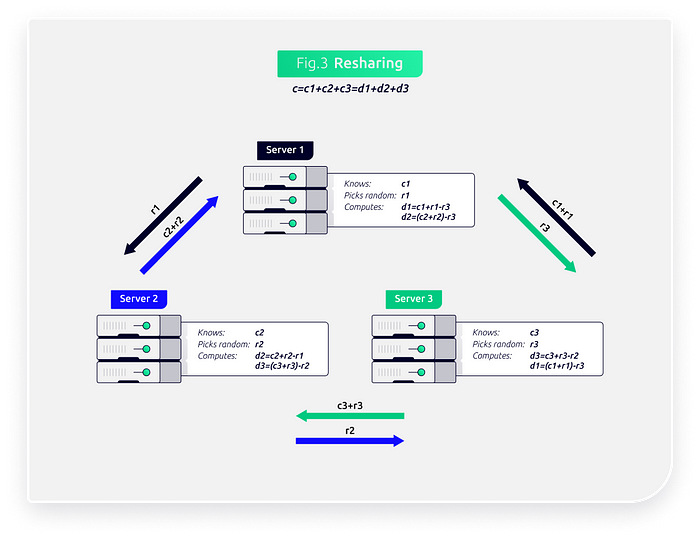 Fig.3 Resharing
c=c1+c2+c3=d1+d2+d3
Server 1
Knows: c1
Picks random: r1
Computes: d1=c1+r1-r3
d2=(c2+r2)-r3
r1
c2+r2
c1+r1
r3
Server 2
Knows: c2
Picks random: r2
Computes: d2=c2+r2-r1
d3=(c3+r3)-r2
Server 3
Knows: c3
Picks random: r3
Computes: d3=c3+r3-r2
d1=(c1+r1)-r3
c3+r3
r2